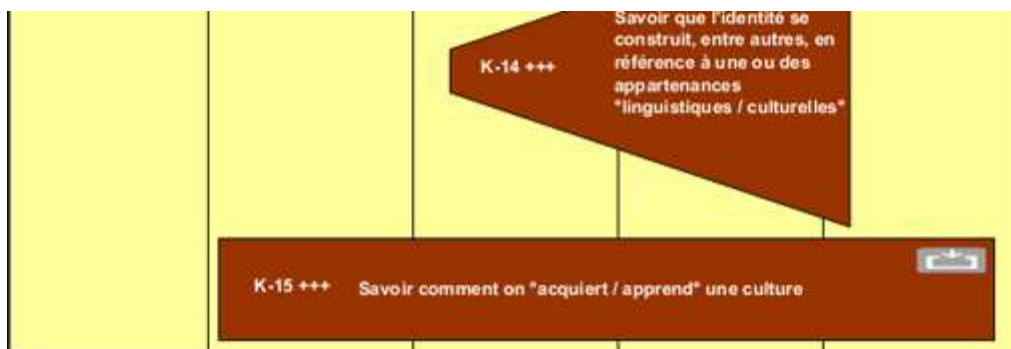 Savoir que l'identité se
construit, entre autres, en
K-14 +++ référence à une ou des
appartenances
"linguistiques / culturelles"
K-15 +++ Savoir comment on "acquiert / apprend" une culture